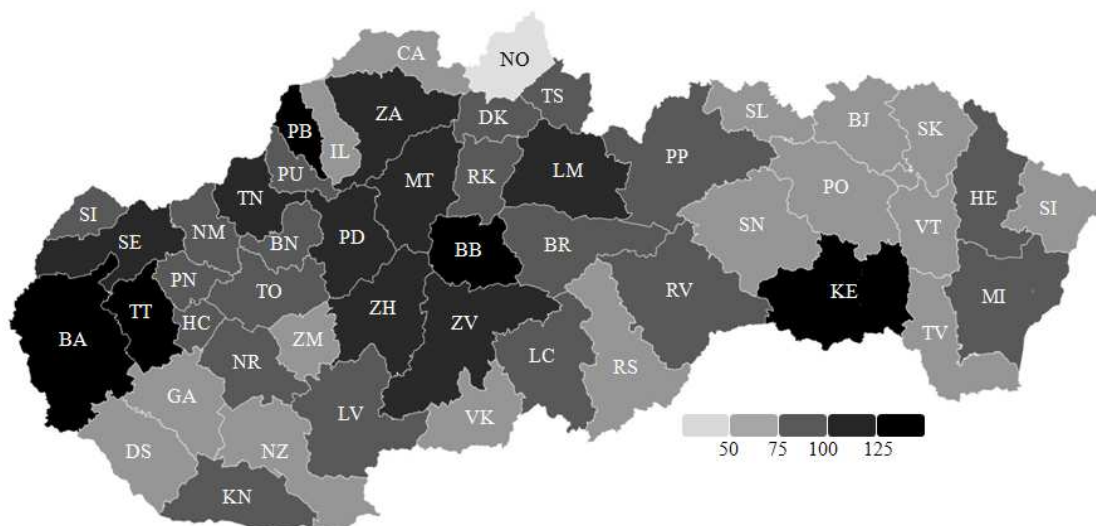 CA
NO
TS
ZA
DK
SL
BJ
SK
PB
IL
PP
PU
MT
RK
LM
PO
HE
TN
SI
SE
NM
BN
PD
BB
BR
SN
VT
SI
PN
TO
ZH
ZV
RV
KE
MI
BA
TT
HC
ZM
NR
LC
RS
TV
GA
LV
VK
DS
NZ
KN
50 75 100 125